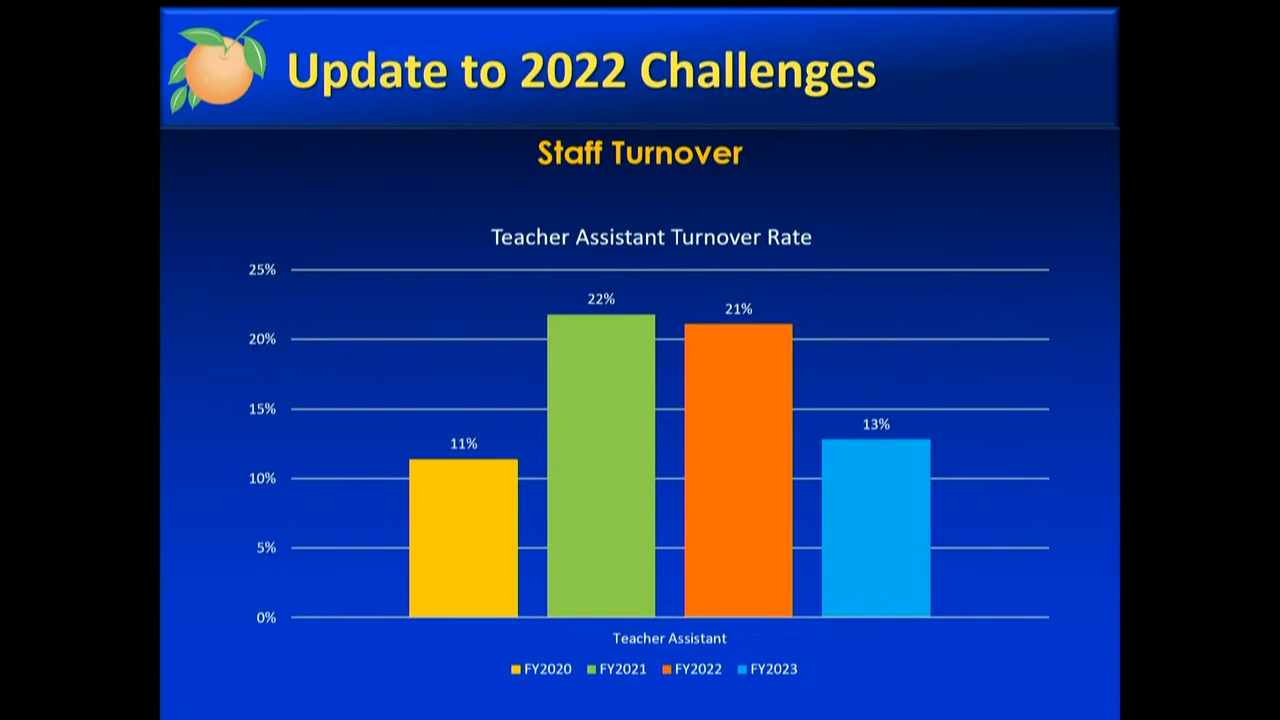 Update to 2022 Challenges
Staff Turnover
Teacher Assistant Turnover Rate
25%
22%
21%
20%
15%
13%
11%
10%
5%
0%
Teacher Assistant
FY2020 FY2021 FY2022 FY2023